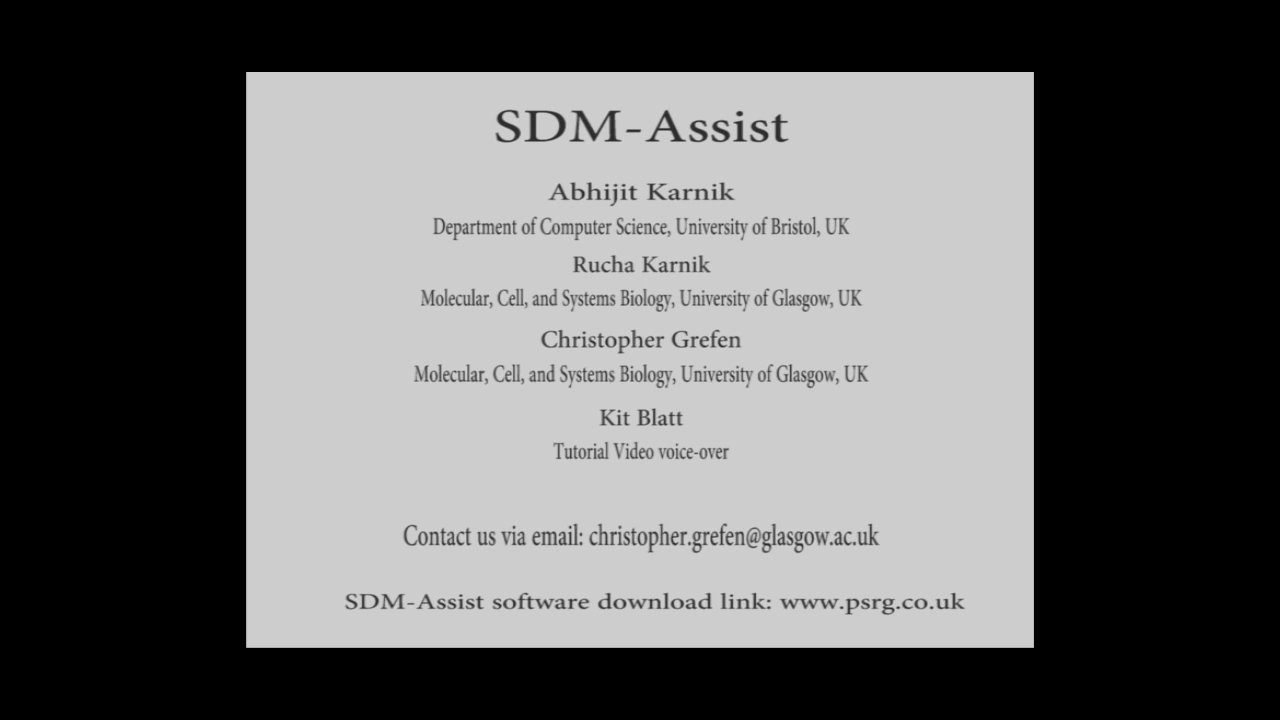 SDM-Assist
Abhijit Karnik
Department of Computer Science, University of Bristol, UK
Rucha Karnik
Molecular, Cell, and Systems Biology, University of Glasgow, UK
Christopher Grefen
Molecular, Cell, and Systems Biology, University of Glasgow, UK
Kit Blatt
Tutorial Video voice-over
Contact us via email: christopher.grefen@glasgow.ac.uk
SDM-Assist software download link: www.psrg.co.uk